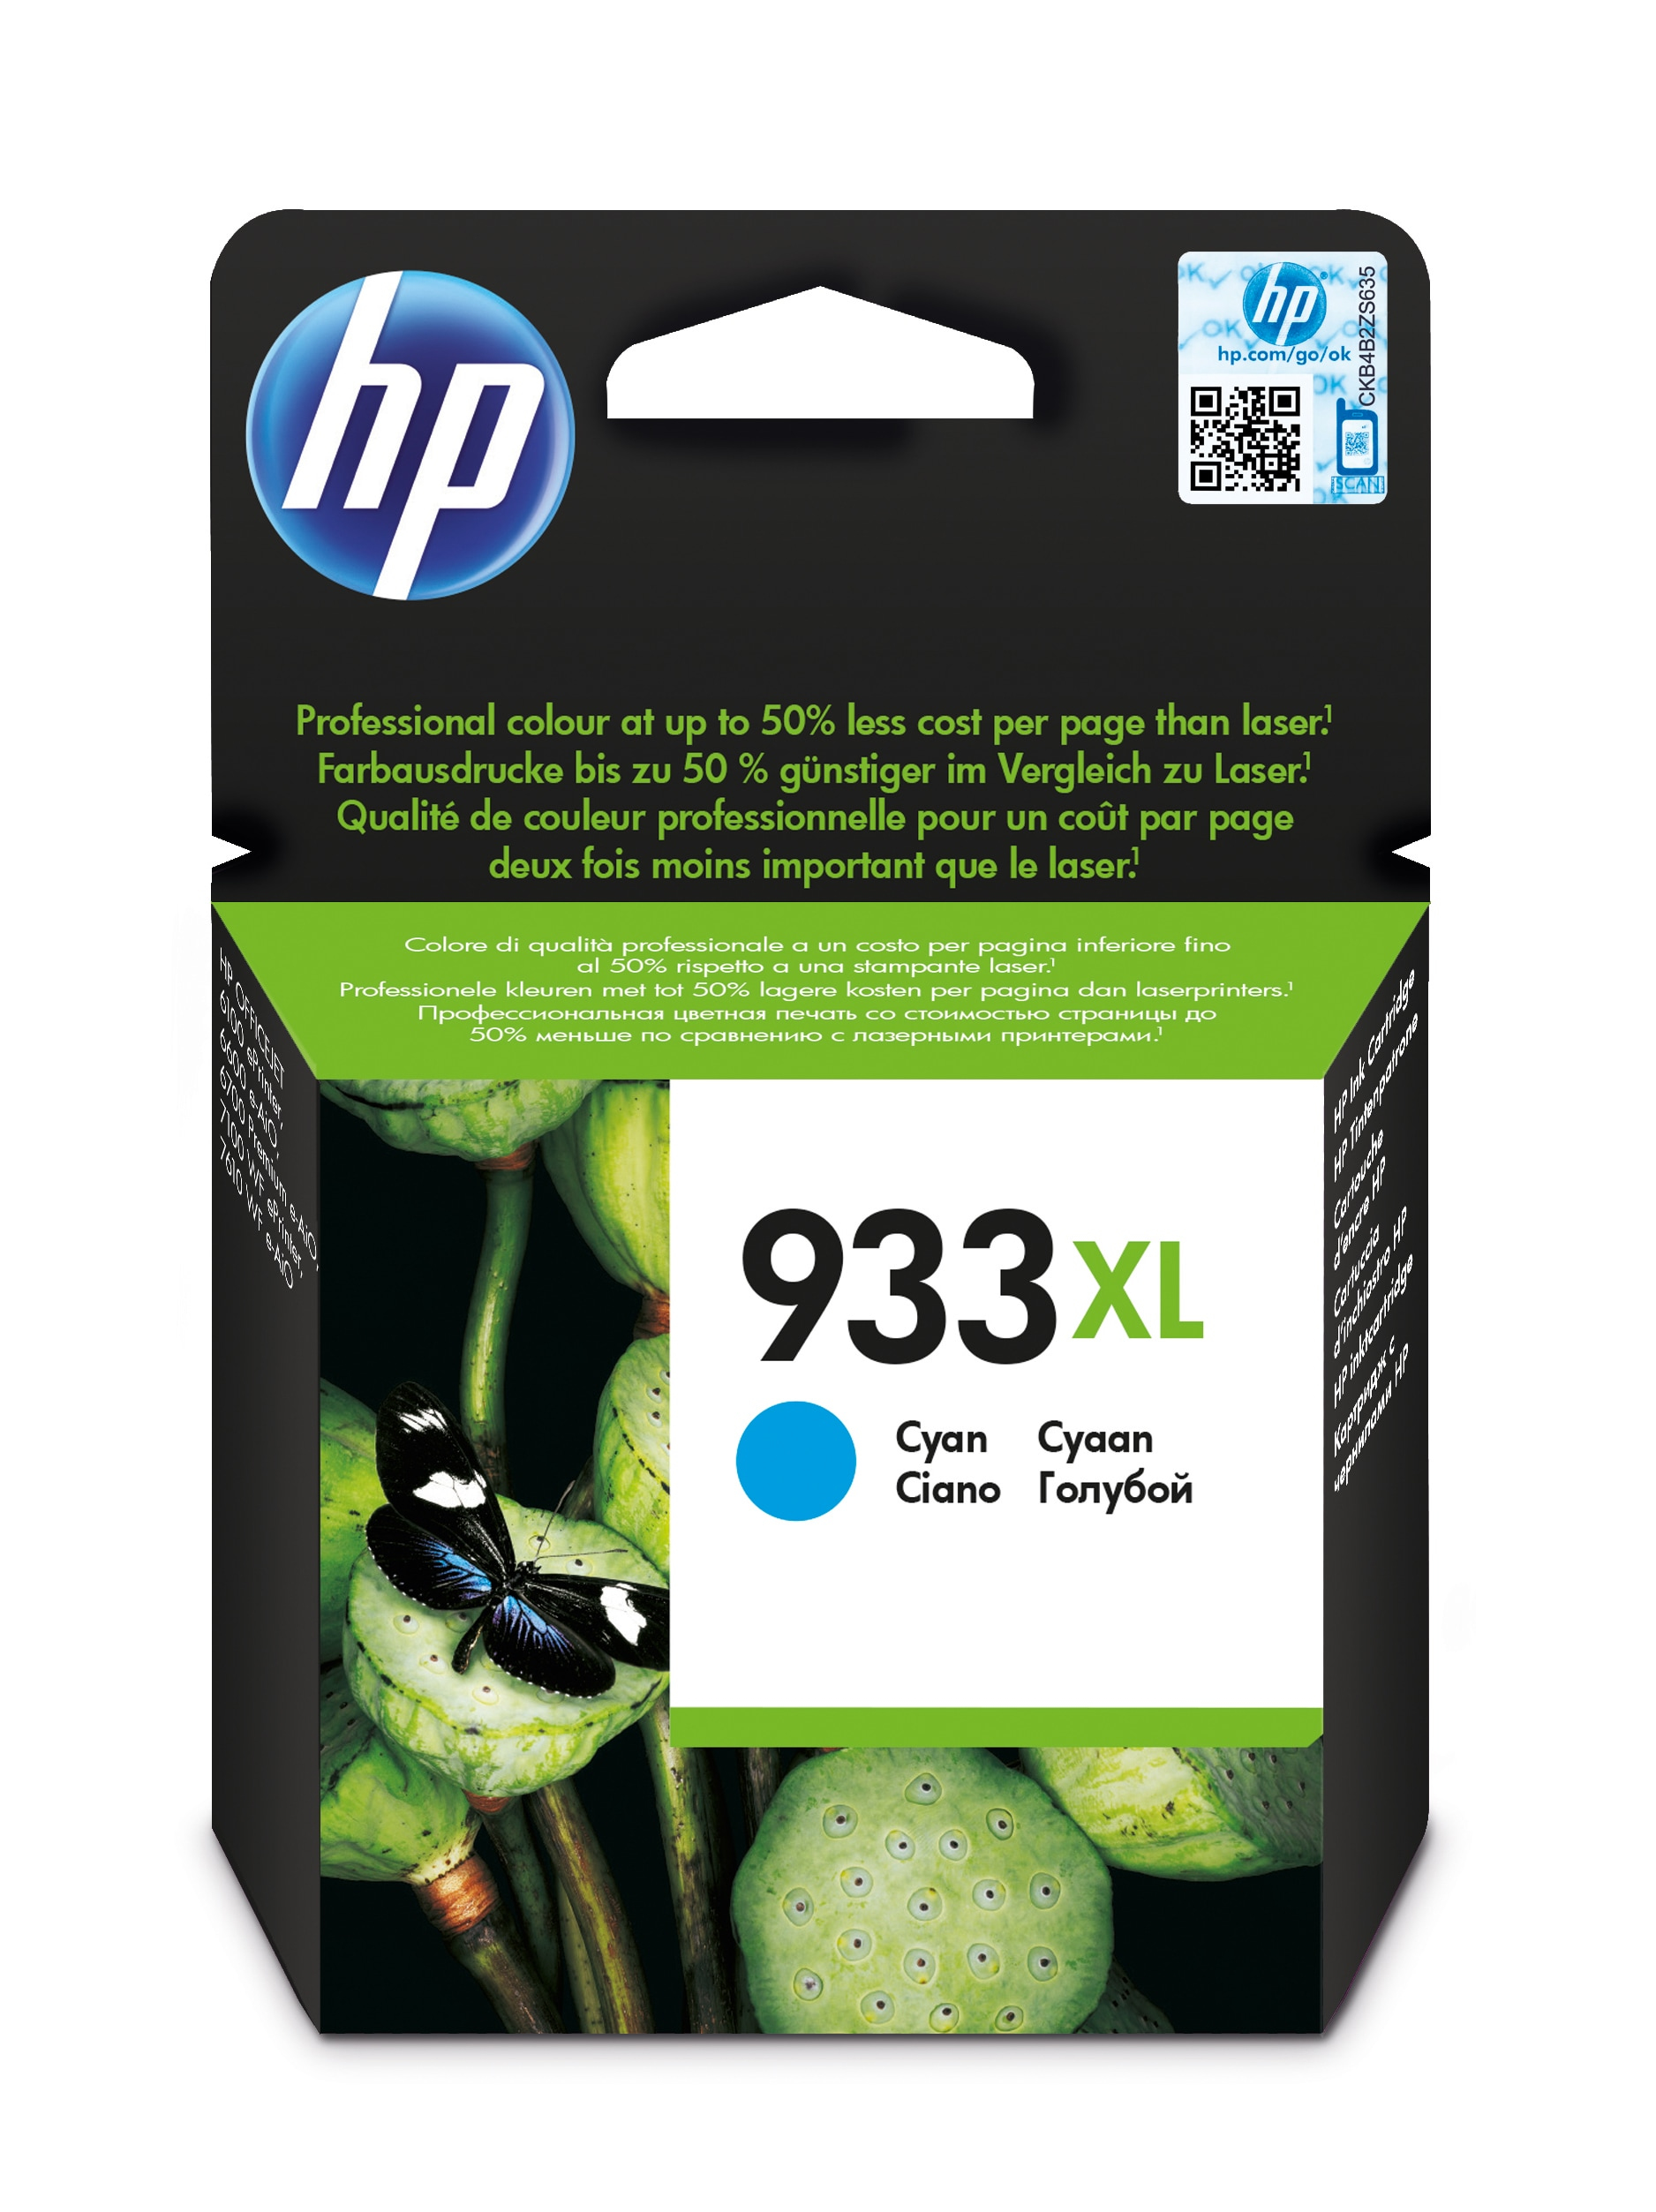 hp
hp
hp.com/go/ok
CKB4B2ZS635
SCAN
Professional colour at up to 50% less cost per page than laser.¹
Farbausdrucke bis zu 50 % günstiger im Vergleich zu Laser.¹
Qualité de couleur professionnelle pour un coût par page
deux fois moins important que le laser.¹
Colore di qualità professionale a un costo per pagina inferiore fino
al 50% rispetto a una stampante laser.¹
Professionele kleuren met tot 50% lagere kosten per pagina dan laserprinters.¹
Профессиональная цветная печать со стоимостью страницы до
50% меньше по сравнению с лазерными принтерами.¹
HP OFFICEJET
6100 ePrinter,
6600 e-AiO,
6700 Premium e-AiO,
7100 WF ePrinter,
7610 WF e-AiO
933XL
Cyan Cyaan
Ciano Голубой
HP Ink Cartridge
HP Tintenpatrone
Cartouche
d'encre HP
Cartuccia
d'inchiostro HP
HP inktcartridge
Картридж с
чернилами HP